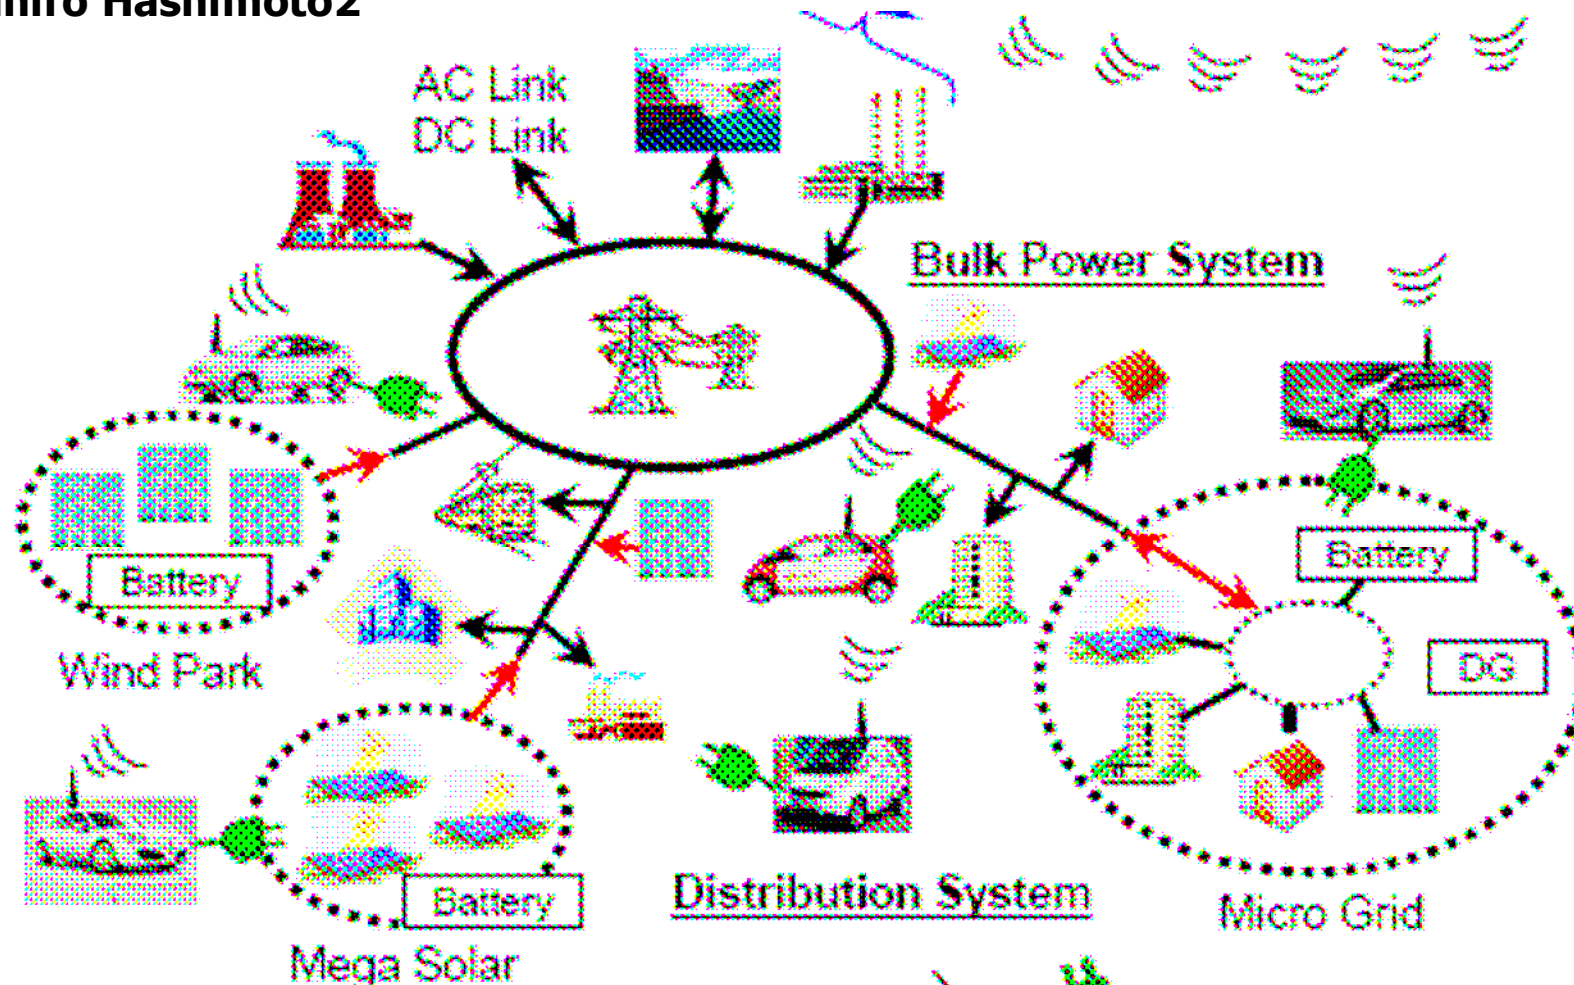 Hashimoto2
AC Link
DC Link
Bulk Power System
Battery
Battery
Wind Park
DG
Battery
Distribution System
Micro Grid
Mega Solar